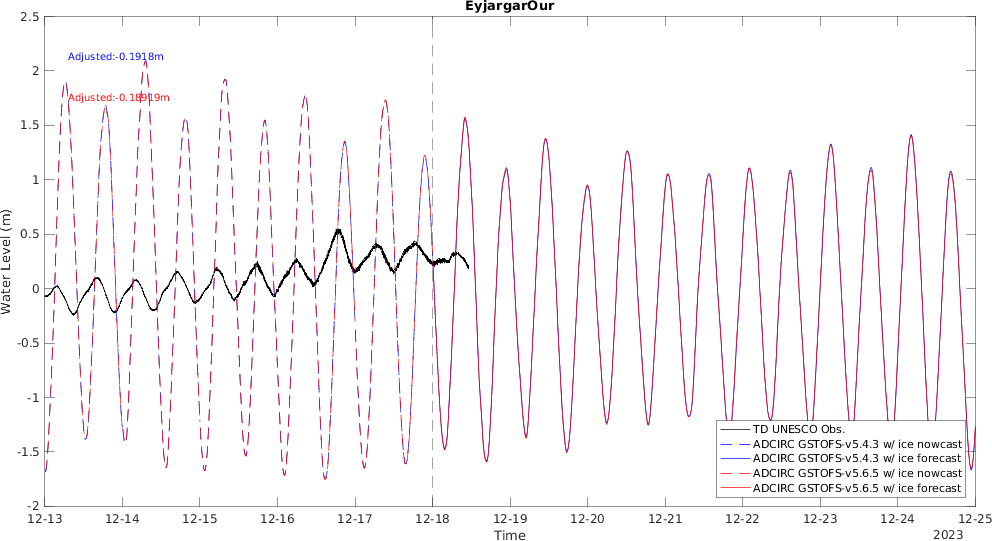 EyjargarOur
2.5
2
1.5
1
0.5
0
-0.5
-1
-1.5
-2
Water Level (m)
Adjusted:-0.1918m
Adjusted:-0.18919m
TD UNESCO Obs.
ADCIRC GSTOFS-v5.4.3 w/ ice nowcast
ADCIRC GSTOFS-v5.4.3 w/ ice forecast
ADCIRC GSTOFS-v5.6.5 w/ ice nowcast
ADCIRC GSTOFS-v5.6.5 w/ ice forecast
12-13 12-14 12-15 12-16 12-17 12-18 12-19 12-20 12-21 12-22 12-23 12-24 12-25
Time
2023